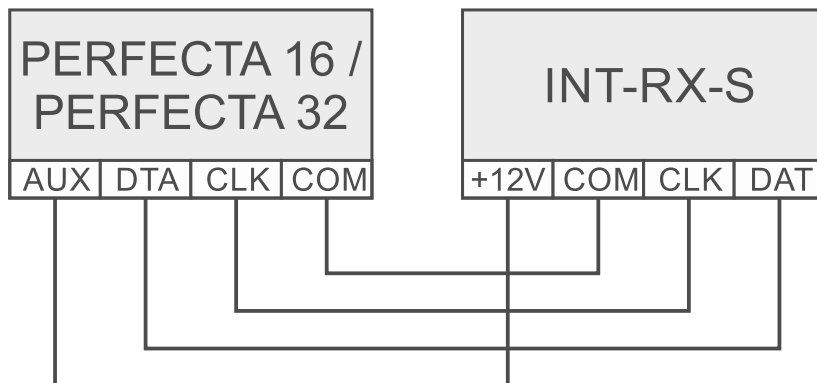 PERFECTA 16 /
PERFECTA 32
INT-RX-S
AUX DTA CLK COM
+12V COM CLK DAT